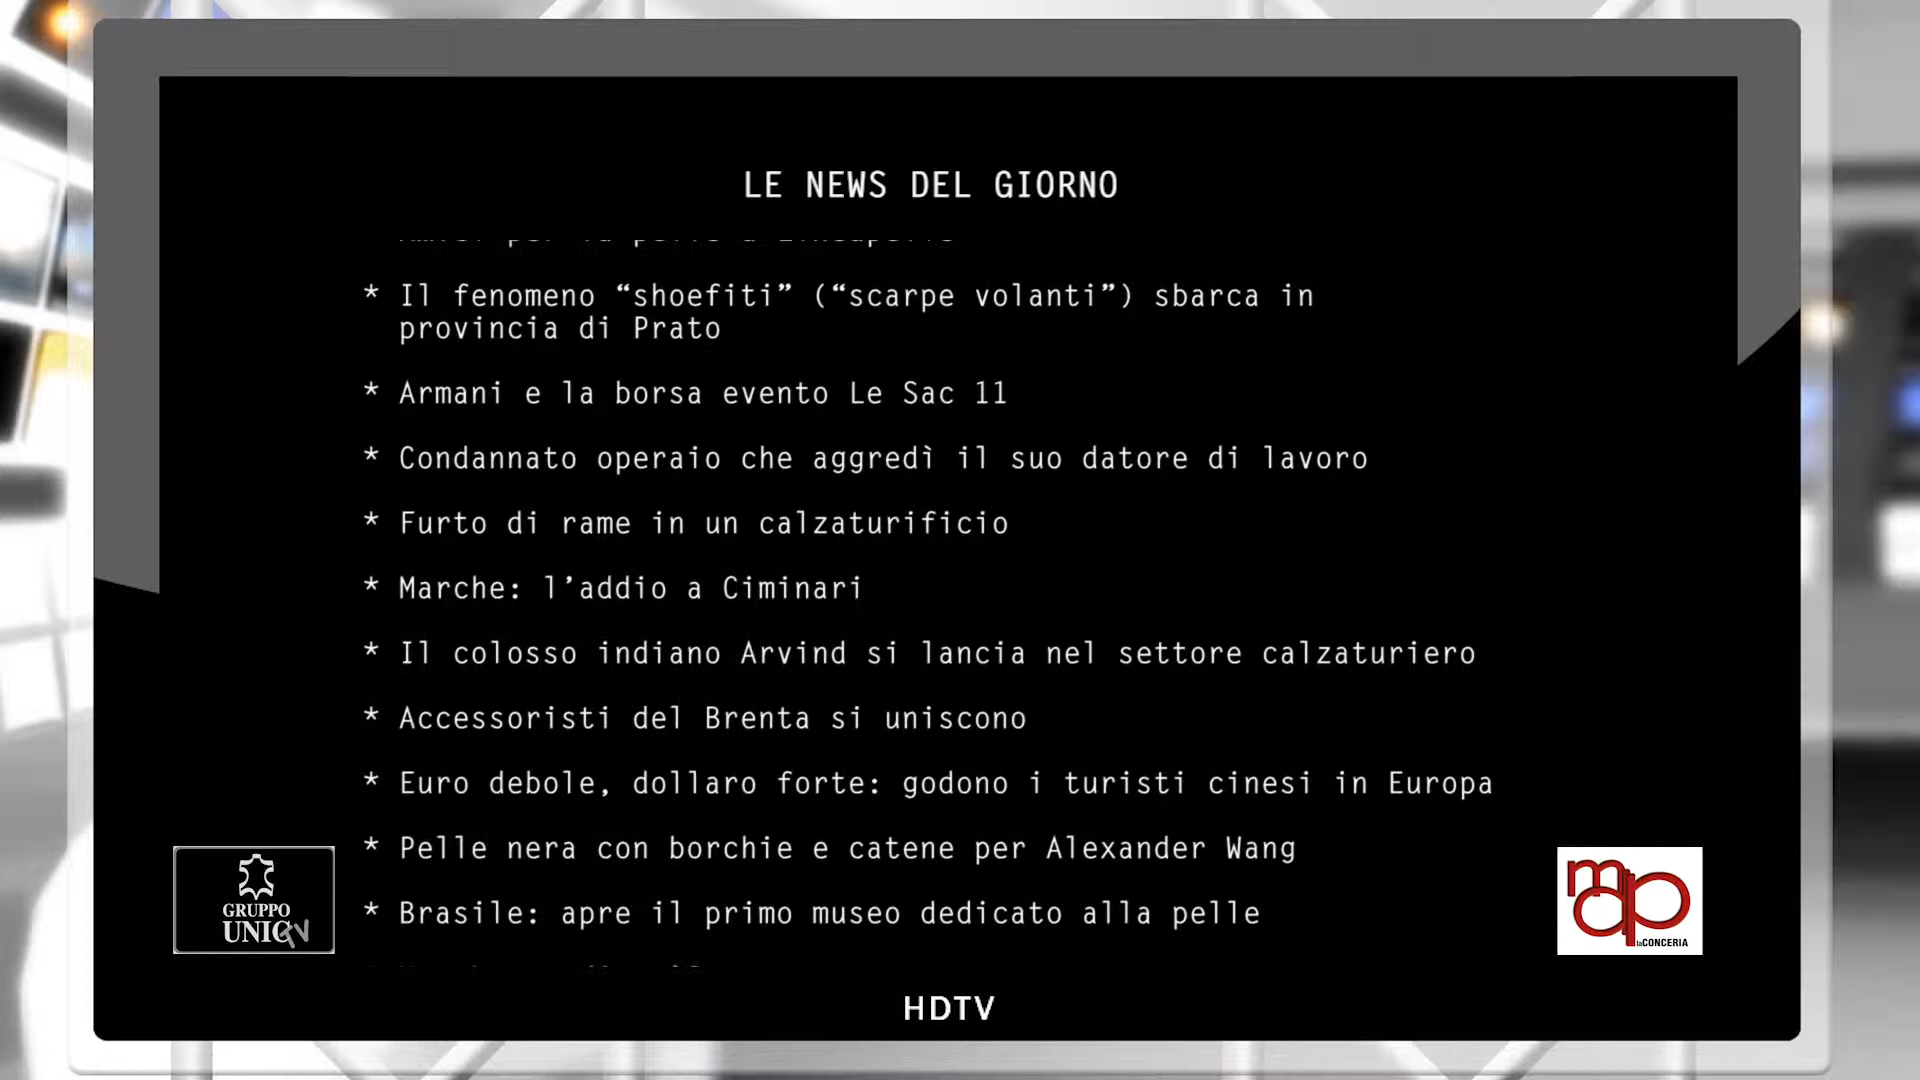 LE NEWS DEL GIORNO
* Il fenomeno “shoefiti” (“scarpe volanti”) sbarca in
provincia di Prato
* Armani e la borsa evento Le Sac 11
* Condannato operaio che aggredì il suo datore di lavoro
* Furto di rame in un calzaturificio
* Marche: l’addio a Ciminari
* Il colosso indiano Arvind si lancia nel settore calzaturiero
* Accessoristi del Brenta si uniscono
* Euro debole, dollaro forte: godono i turisti cinesi in Europa
* Pelle nera con borchie e catene per Alexander Wang
* Brasile: apre il primo museo dedicato alla pelle
GRUPPO
UNIC TV
map
laCONCERIA
HDTV